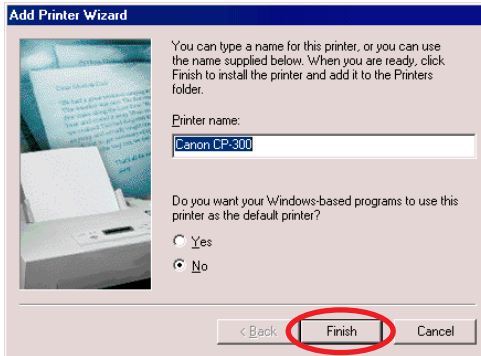 Add Printer Wizard
You can type a name for this printer, or you can use
the name supplied below. When you are ready, click
Finish to install the printer and add it to the Printers
folder.
Printer name:
Canon CP-300
Do you want your Windows-based programs to use this
printer as the default printer?
Yes
No
< Back
Finish
Cancel